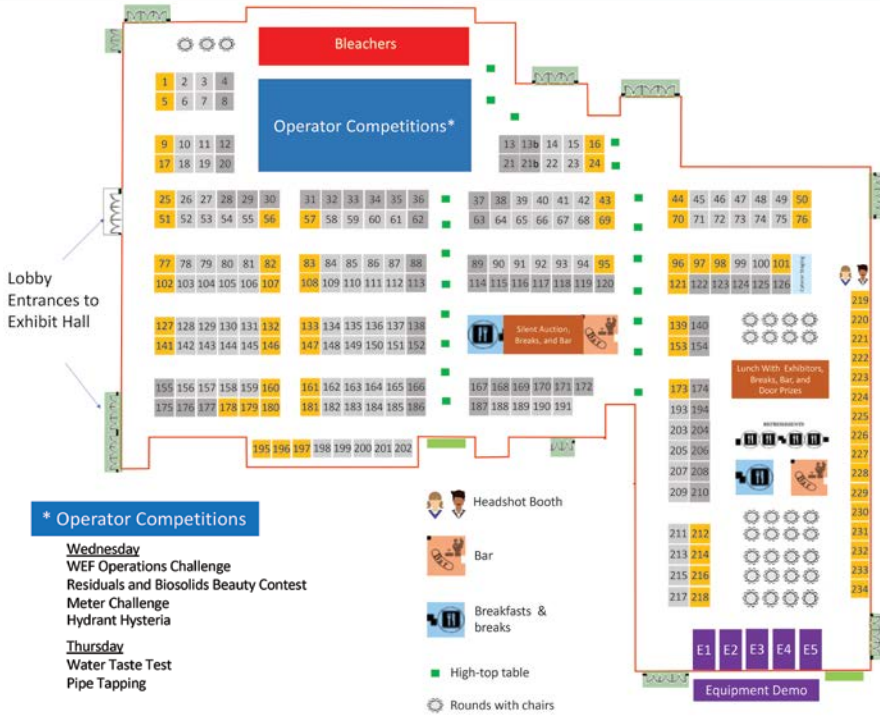 Bleachers
Operator Competitions*
1 2 3 4
5 6 7 8
9 10 11 12
17 18 19 20
13 13b 14 15 16
21 21b 22 23 24
25 26 27 28 29 30
51 52 53 54 55 56
31 32 33 34 35 36
57 58 59 60 61 62
37 38 39 40 41 42 43
63 64 65 66 67 68 69
44 45 46 47 48 49 50
70 71 72 73 74 75 76
77 78 79 80 81 82
102 103 104 105 106 107
83 84 85 86 87 88
108 109 110 111 112 113
89 90 91 92 93 94 95
114 115 116 117 118 119 120
96 97 98 99 100 101
121 122 123 124 125 126
Lobby
Entrances to
Exhibit Hall
127 128 129 130 131 132
141 142 143 144 145 146
133 134 135 136 137 138
147 148 149 150 151 152
Silent Auction,
Breaks, and Bar
139 140
153 154
155 156 157 158 159 160
175 176 177 178 179 180
161 162 163 164 165 166
181 182 183 184 185 186
167 168 169 170 171 172
187 188 189 190 191
173 174
193 194
203 204
205 206
207 208
209 210
Lunch With Exhibitors,
Breaks, Bar, and
Door Prizes
REFRESHMENTS
195 196 197 198 199 200 201 202
211 212
213 214
215 216
217 218
219
220
221
222
223
224
225
226
227
228
229
230
231
232
233
234
E1 E2 E3 E4 E5
Equipment Demo
* Operator Competitions
Wednesday
WEF Operations Challenge
Residuals and Biosolids Beauty Contest
Meter Challenge
Hydrant Hysteria
Thursday
Water Taste Test
Pipe Tapping
Headshot Booth
Bar
Breakfasts &
breaks
High-top table
Rounds with chairs